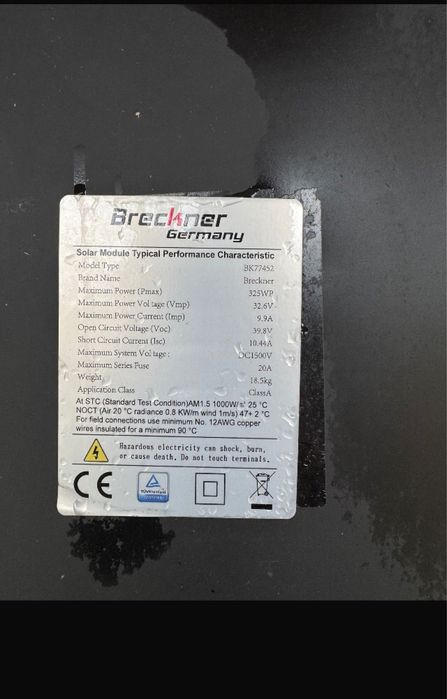 Breckner
Germany
Solar Module Typical Performance Characteristic
Model Type BK77452
Brand Name Breckner
Maximum Power (Pmax) 325WP
Maximum Power Vol tage (Vmp) 32.6V
Maximum Power Current (Imp) 9.9A
Open Circuit Voltage (Voc) 39.8V
Short Circuit Current (Isc) 10.44A
Maximum System Vol tage : DC1500V
Maximum Series Fuse 20A
Weight 18.5kg
Application Class ClassA
At STC (Standard Test Condition)AM1.5 1000W/s² 25 °C
NOCT (Air 20 °C radiance 0.8 KW/m wind 1m/s) 47± 2 °C
For field connections use minimum No. 12AWG copper
wires insulated for a minimum 90 °C
Hazardous electricity can shock, burn,
or cause death. Do not touch terminals.
CE